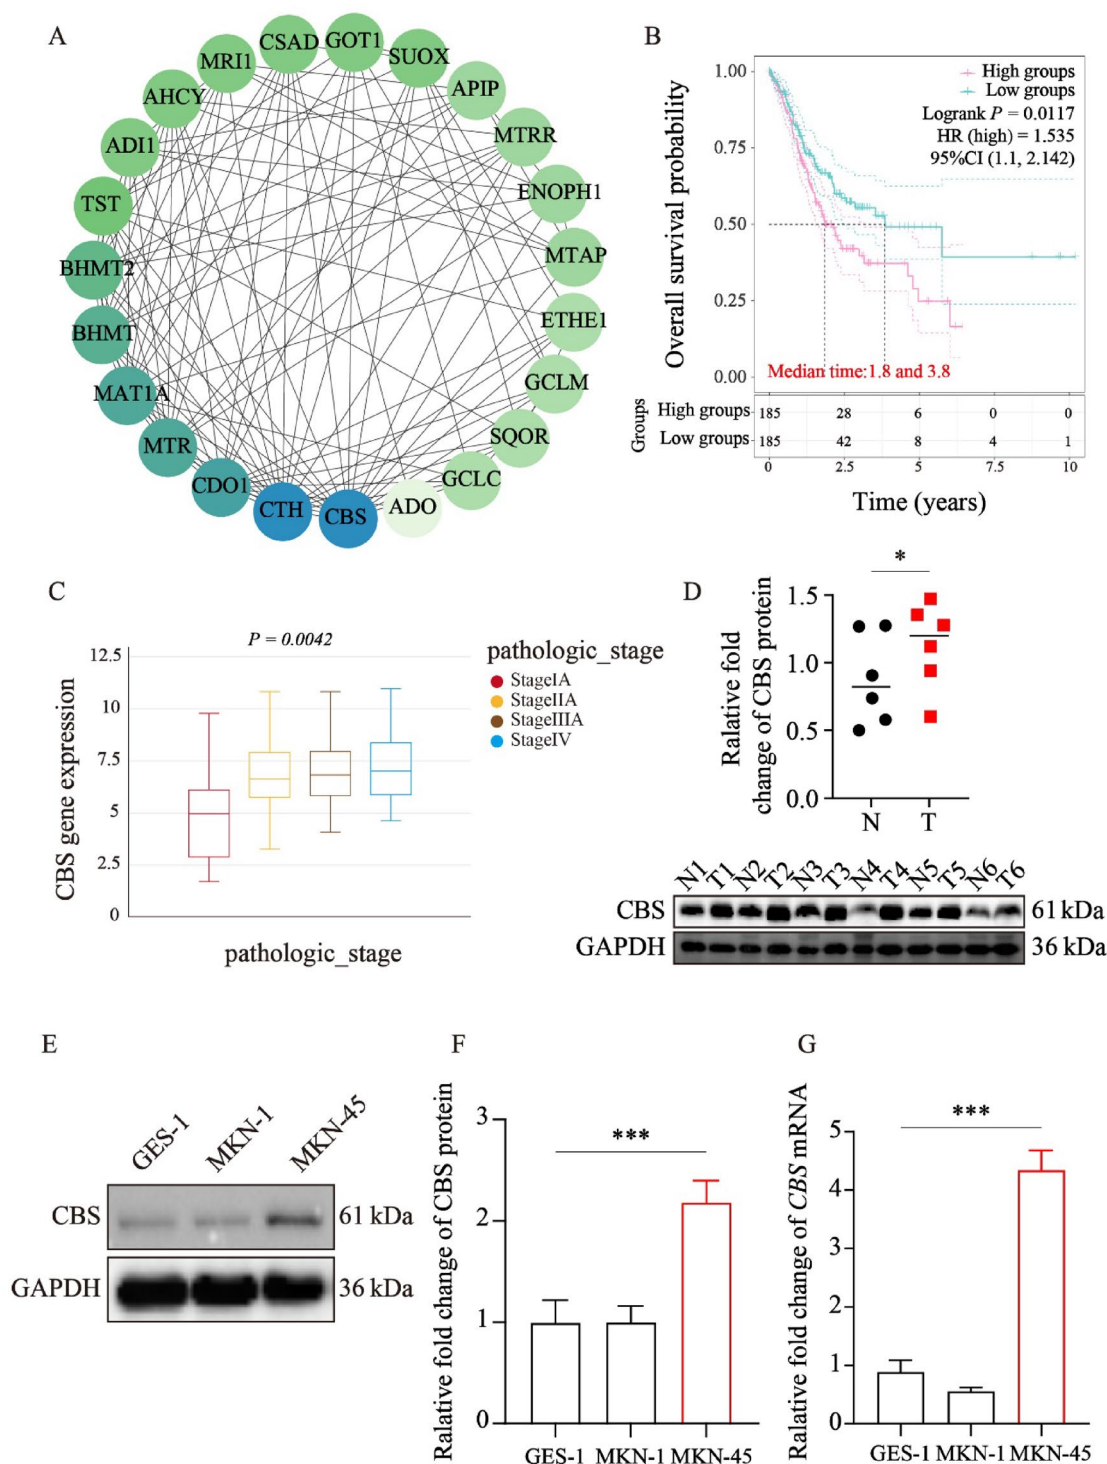 A
CSAD
GOT1
SUOX
MRI1
APIP
AHCY
MTRR
ADI1
ENOPH1
TST
MTAP
BHMT2
ETHE1
BHMT
GCLM
MAT1A
SQOR
MTR
GCLC
CDO1
ADO
CTH
CBS
B
Overall survival probability
1.00
0.75
0.50
0.25
0.00
High groups
Low groups
Logrank P = 0.0117
HR (high) = 1.535
95%CI (1.1, 2.142)
Median time:1.8 and 3.8
Groups
High groups 185 28 6 0 0
Low groups 185 42 8 4 1
0 2.5 5 7.5 10
Time (years)
C
P = 0.0042
CBS gene expression
12.5
10
7.5
5
2.5
0
pathologic_stage
pathologic_stage
StageIA
StageIIA
StageIIIA
StageIV
D
*
Ralative fold
change of CBS protein
1.5
1.0
0.5
0.0
N T
N1 T1 N2 T2 N3 T3 N4 T4 N5 T5 N6 T6
CBS 61 kDa
GAPDH 36 kDa
E
GES-1 MKN-1 MKN-45
CBS 61 kDa
GAPDH 36 kDa
F
Ralative fold change of CBS protein
3
2
1
0
***
GES-1 MKN-1 MKN-45
G
Relative fold change of CBS mRNA
5
4
3
2
1
0
***
GES-1 MKN-1 MKN-45